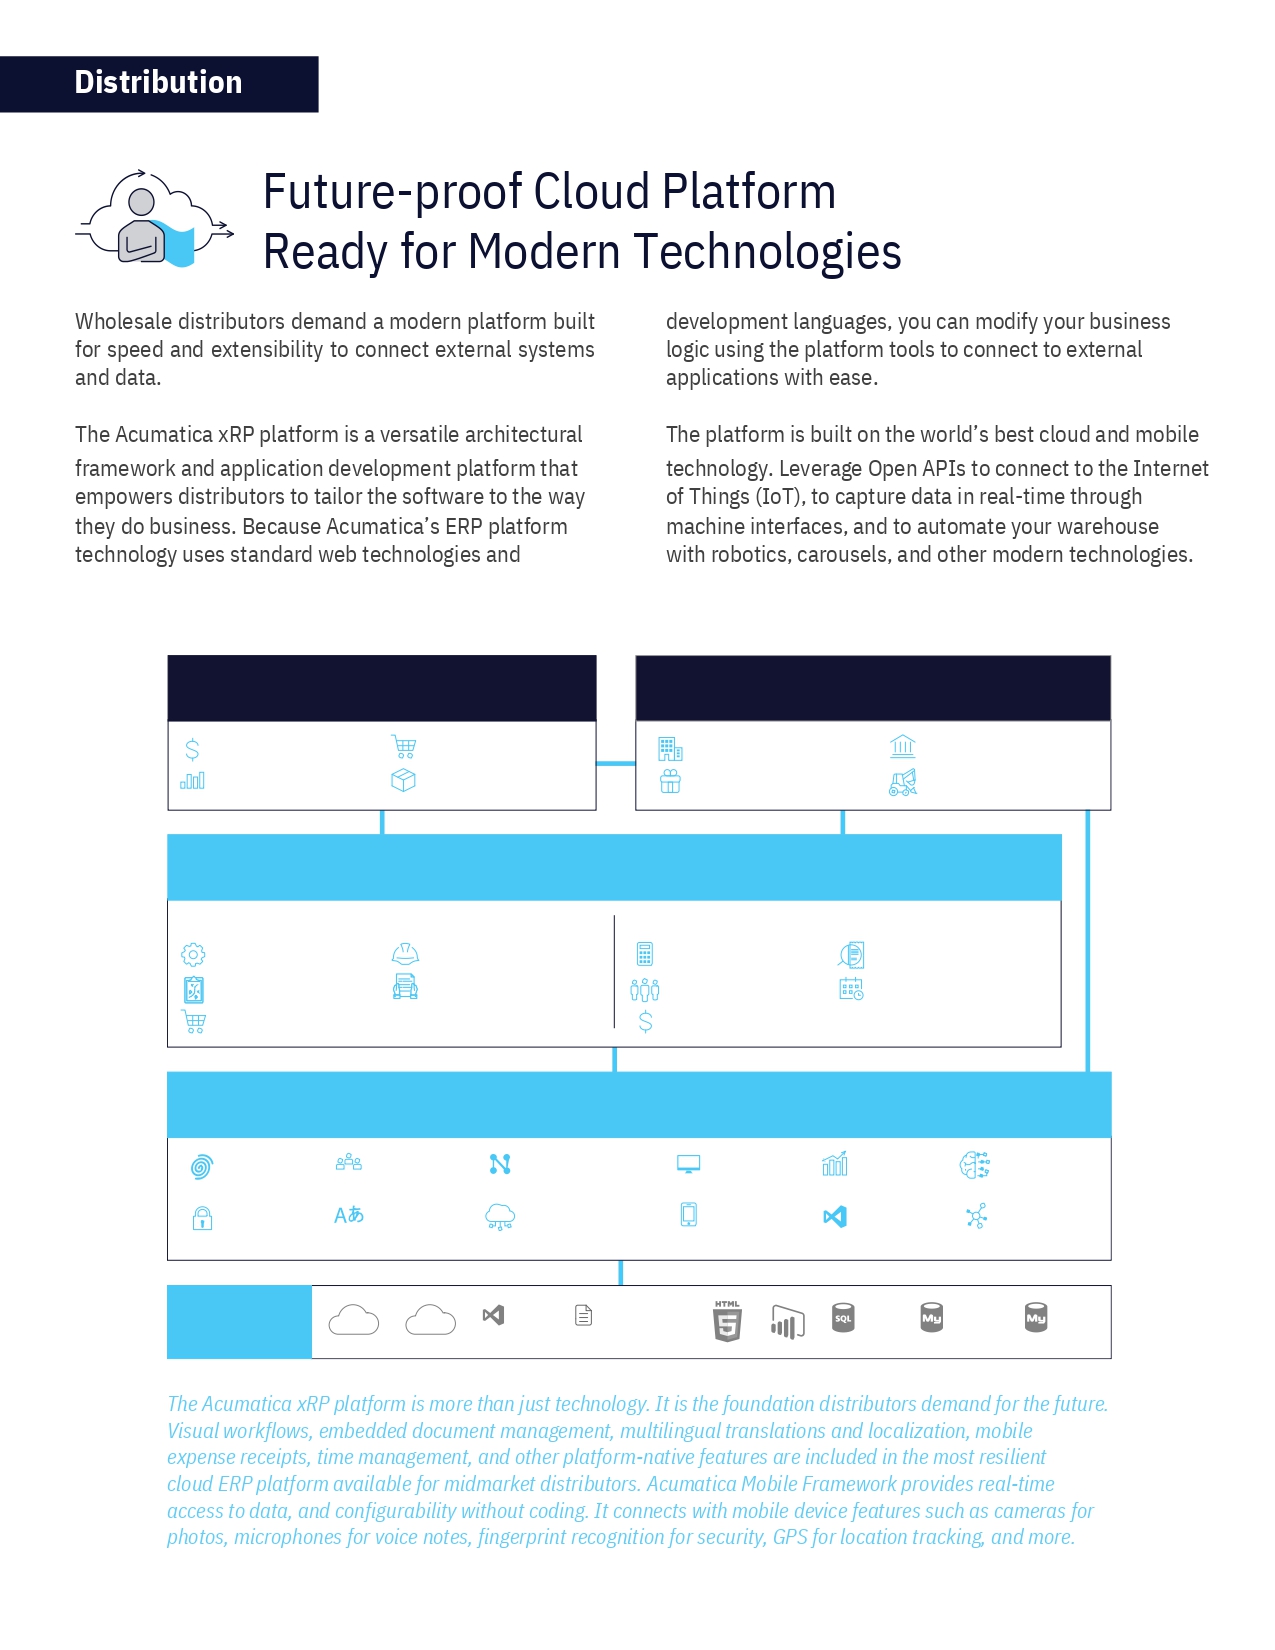 Distribution
Future-proof Cloud Platform
Ready for Modern Technologies
Wholesale distributors demand a modern platform built
for speed and extensibility to connect external systems
and data.
The Acumatica xRP platform is a versatile architectural
framework and application development platform that
empowers distributors to tailor the software to the way
they do business. Because Acumatica’s ERP platform
technology uses standard web technologies and
development languages, you can modify your business
logic using the platform tools to connect to external
applications with ease.
The platform is built on the world’s best cloud and mobile
technology. Leverage Open APIs to connect to the Internet
of Things (IoT), to capture data in real-time through
machine interfaces, and to automate your warehouse
with robotics, carousels, and other modern technologies.
Aあ
HTML
5
SQL
My
My
The Acumatica xRP platform is more than just technology. It is the foundation distributors demand for the future.
Visual workflows, embedded document management, multilingual translations and localization, mobile
expense receipts, time management, and other platform-native features are included in the most resilient
cloud ERP platform available for midmarket distributors. Acumatica Mobile Framework provides real-time
access to data, and configurability without coding. It connects with mobile device features such as cameras for
photos, microphones for voice notes, fingerprint recognition for security, GPS for location tracking, and more.